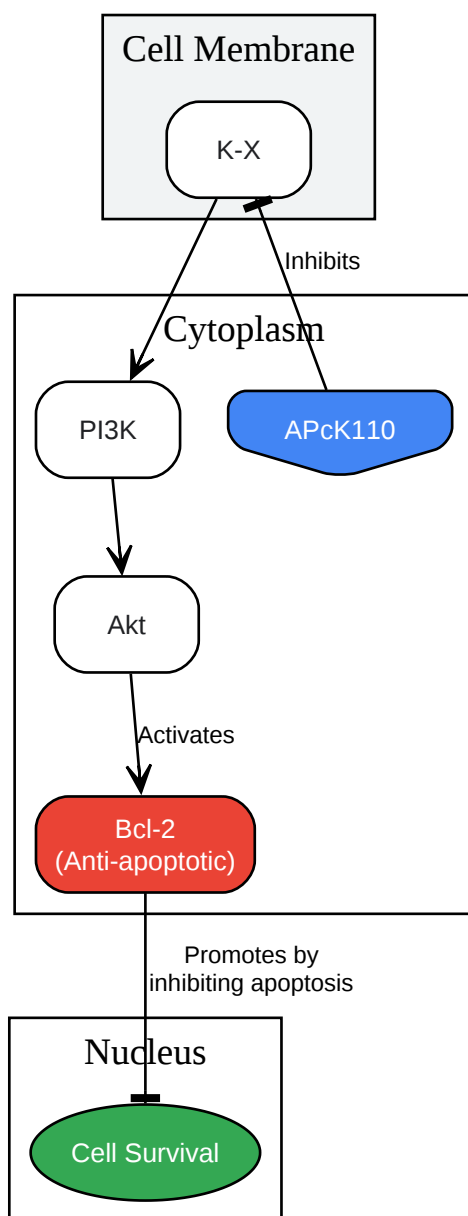 Cell Membrane
K-X
Inhibits
Cytoplasm
PI3K
APcK110
Akt
Activates
Bcl-2
(Anti-apoptotic)
Promotes by
inhibiting apoptosis
Nucleus
Cell Survival